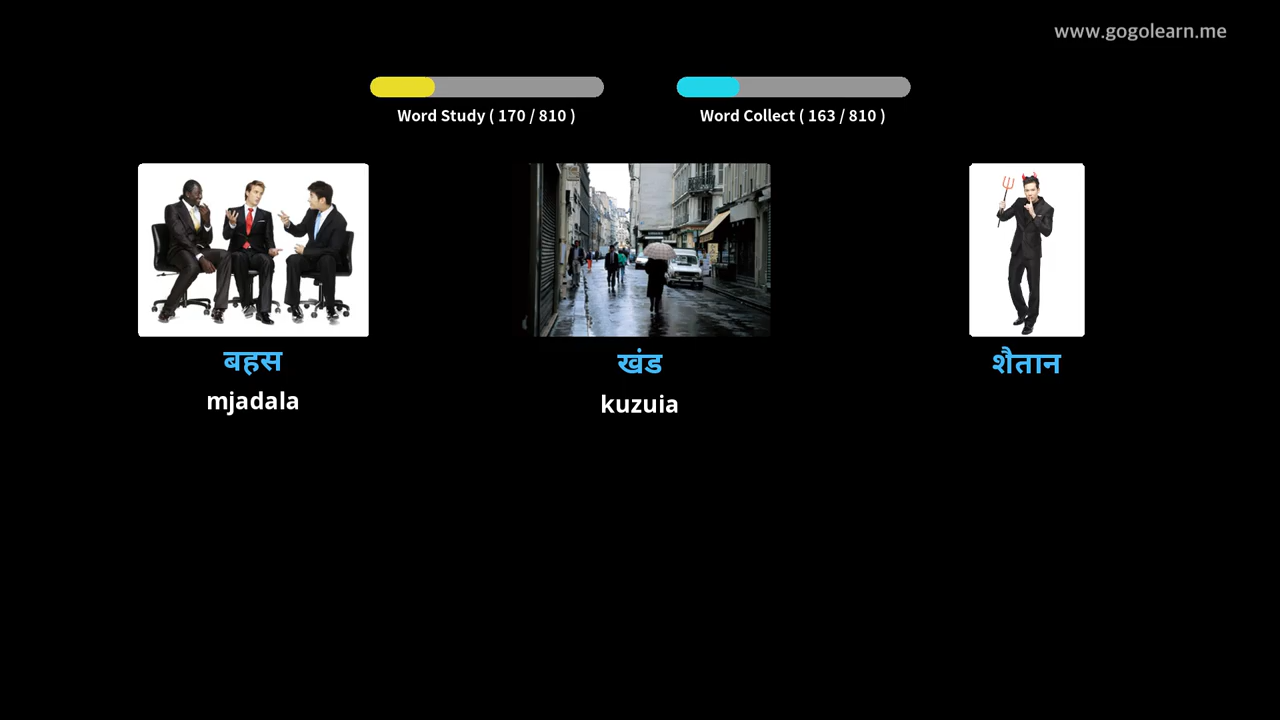 www.gogolearn.me
Word Study ( 170 / 810 )
Word Collect ( 163 / 810 )
बहस
mjadala
खंड
kuzuia
शैतान